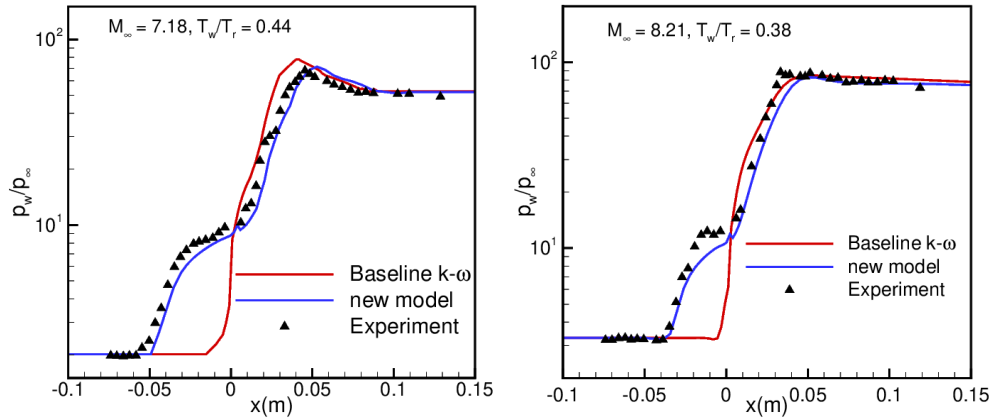 M∞ = 7.18, Tw/Tr = 0.44
10²
10¹
pw/p∞
Baseline k-ω
new model
Experiment
-0.1 -0.05 0 0.05 0.1 0.15
x(m)
M∞ = 8.21, Tw/Tr = 0.38
10²
10¹
pw/p∞
Baseline k-ω
new model
Experiment
-0.1 -0.05 0 0.05 0.1 0.15
x(m)